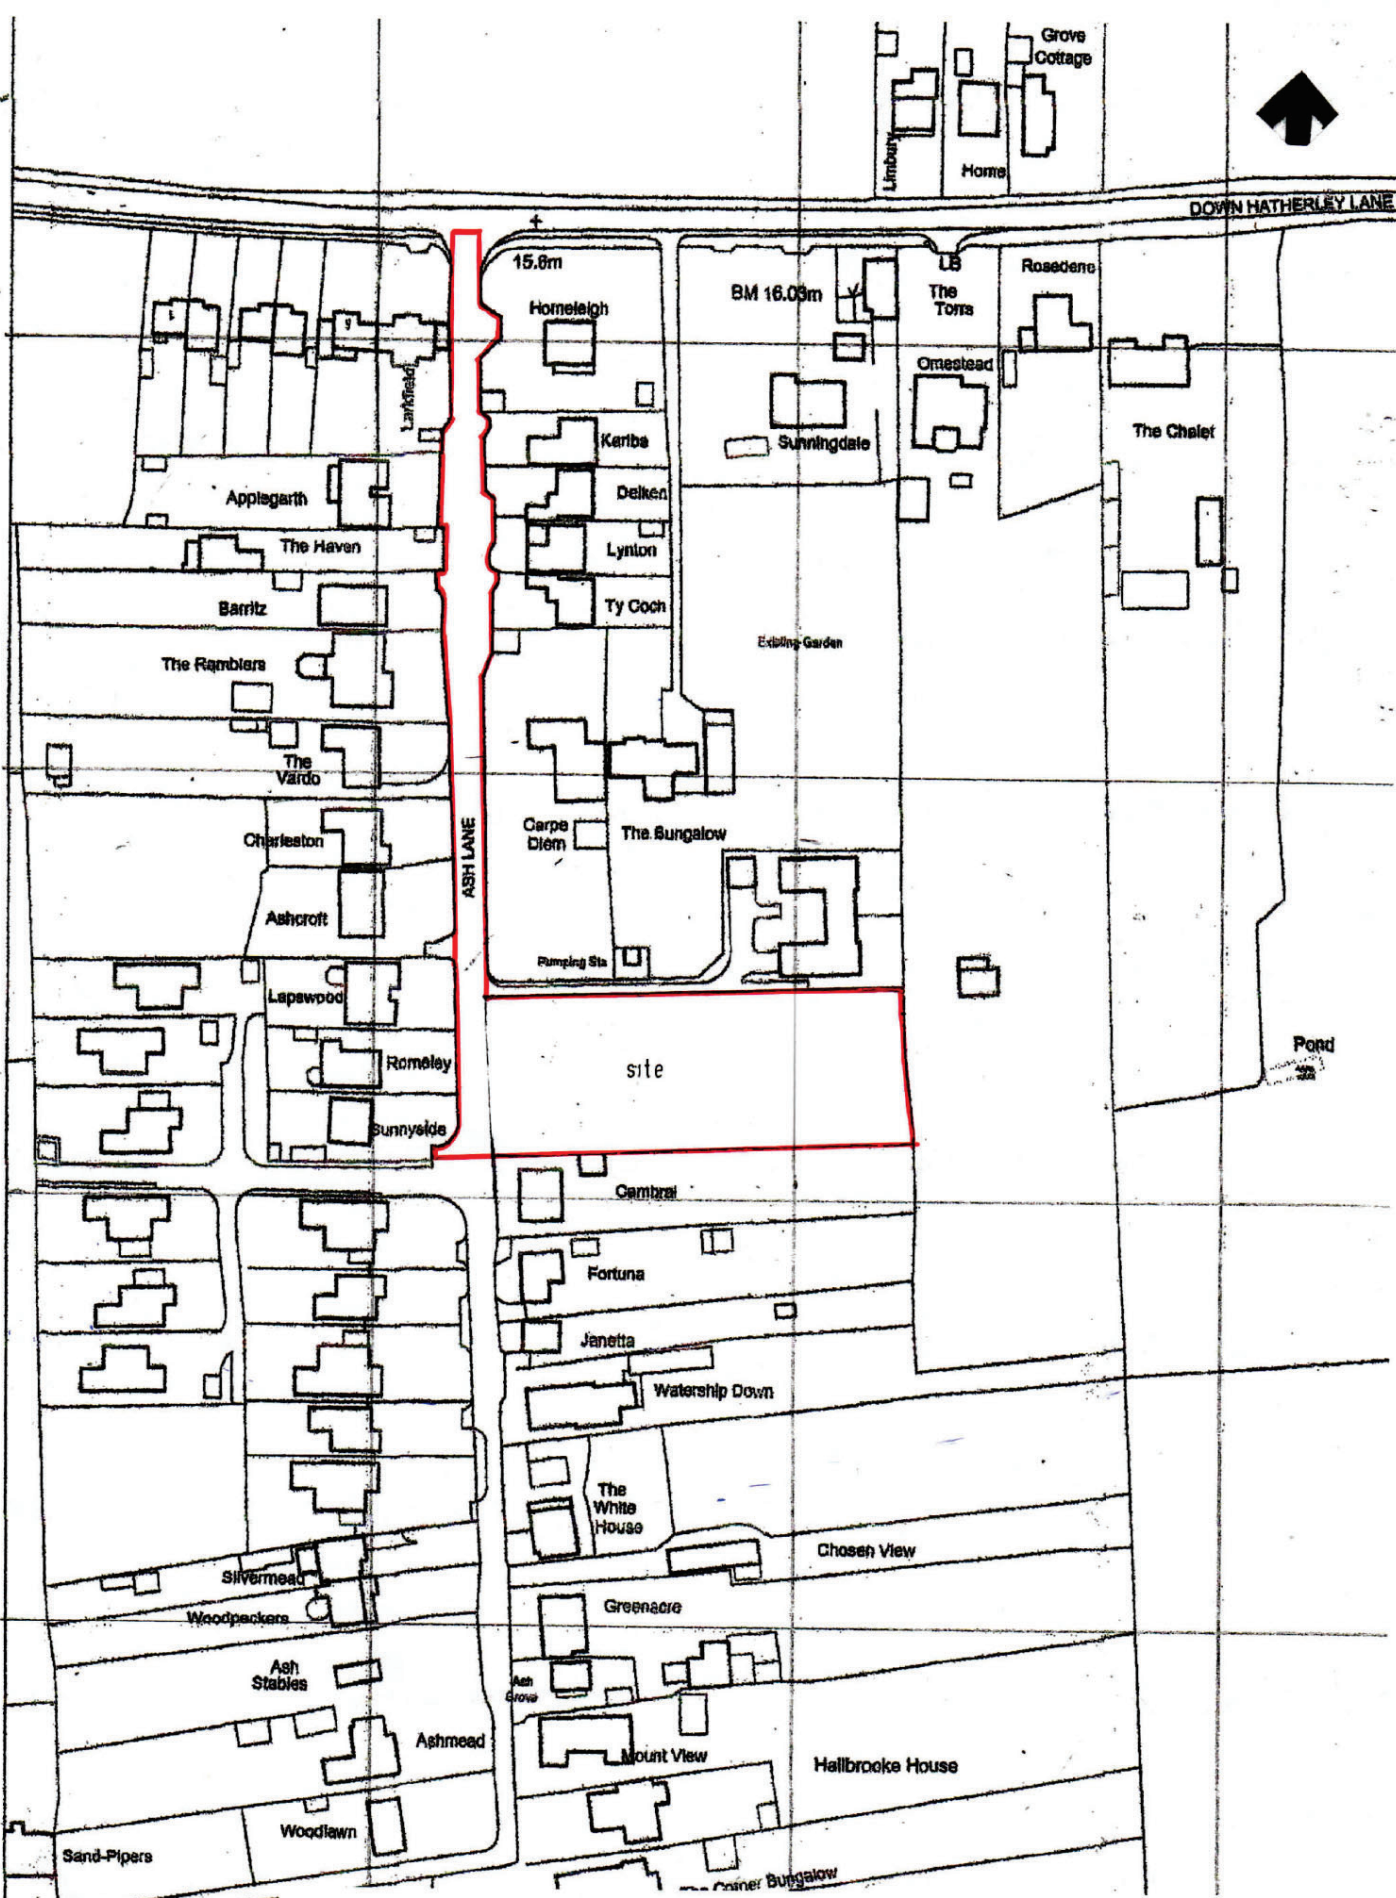 Grove
Cottage
Limbury
Home
DOWN HATHERLEY LANE
15.8m
Homeleigh
BM 16.03m
LB
The
Torrs
Rosedene
Larkfield
Kariba
Sunningdale
Omestead
The Chalet
Applegarth
Delken
The Haven
Lynton
Barritz
Ty Coch
Existing Garden
The Ramblers
The
Vardo
Charleston
ASH LANE
Carpe
Diem
The Bungalow
Ashcroft
Pumping Sta
Lapswood
Romeley
site
Pond
Sunnyside
Cambrai
Fortuna
Janetta
Watership Down
The
White
House
Chosen View
Silvermead
Woodpeckers
Greenacre
Ash
Stables
Ash
Grove
Ashmead
Mount View
Hallbrooke House
Woodlawn
Sand-Pipers
Corner Bungalow